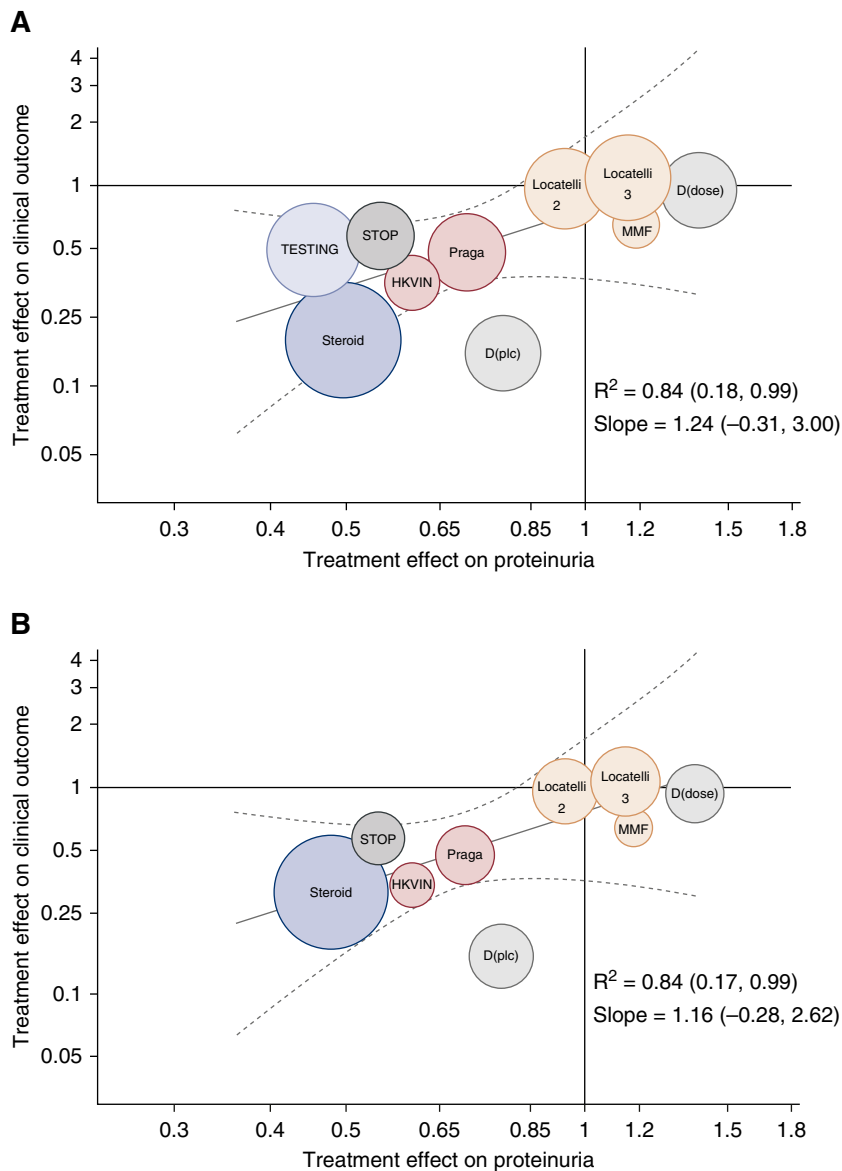 A
Treatment effect on clinical outcome
4
3
2
1
0.5
0.25
0.1
0.05
TESTING
STOP
HKVIN
Praga
Steroid
D(plc)
Locatelli
2
Locatelli
3
MMF
D(dose)
R² = 0.84 (0.18, 0.99)
Slope = 1.24 (–0.31, 3.00)
0.3 0.4 0.5 0.65 0.85 1 1.2 1.5 1.8
Treatment effect on proteinuria
B
Treatment effect on clinical outcome
4
3
2
1
0.5
0.25
0.1
0.05
STOP
Steroid
HKVIN
Praga
D(plc)
Locatelli
2
Locatelli
3
MMF
D(dose)
R² = 0.84 (0.17, 0.99)
Slope = 1.16 (–0.28, 2.62)
0.3 0.4 0.5 0.65 0.85 1 1.2 1.5 1.8
Treatment effect on proteinuria